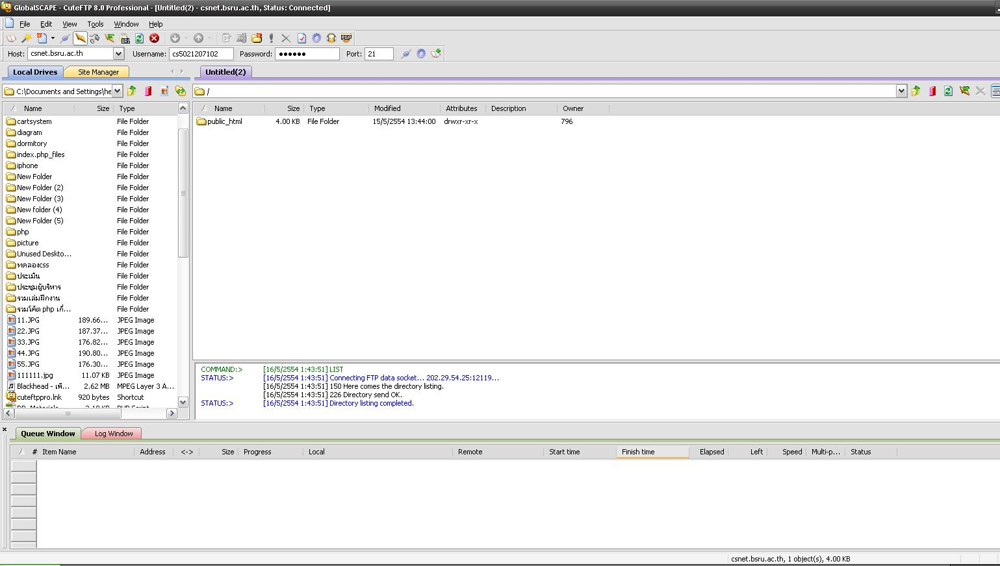 GlobalSCAPE - CuteFTP 8.0 Professional - [Untitled(2) - csnet.bsru.ac.th, Status: Connected]
File Edit View Tools Window Help
URL PGP
Host: csnet.bsru.ac.th Username: cs5021207102 Password: ●●●●●● Port: 21
Local Drives Site Manager Untitled(2)
C:\Documents and Settings\he /
Name Size Type Name Size Type Modified Attributes Description Owner
cartsystem File Folder public_html 4.00 KB File Folder 15/5/2554 13:44:00 drwxr-xr-x 796
diagram File Folder
dormitory File Folder
index.php_files File Folder
iphone File Folder
New Folder File Folder
New Folder (2) File Folder
New Folder (3) File Folder
New folder (4) File Folder
New Folder (5) File Folder
php File Folder
picture File Folder
Unused Deskto... File Folder
ทดลองcss File Folder
ประเมิน File Folder
ประชุมผู้บริหาร File Folder
รวมเล่มฝึกงาน File Folder
รวมโค้ต php เกี่... File Folder
11.JPG 189.66... JPEG Image
22.JPG 187.37... JPEG Image
33.JPG 176.82... JPEG Image
44.JPG 190.80... JPEG Image
55.JPG 176.30... JPEG Image
111111.jpg 11.07 KB JPEG Image
Blackhead - เพ้... 2.62 MB MPEG Layer 3 A...
cuteftppro.lnk 920 bytes Shortcut
COMMAND:> [16/5/2554 1:43:51] LIST
STATUS:> [16/5/2554 1:43:51] Connecting FTP data socket... 202.29.54.25:12119...
[16/5/2554 1:43:51] 150 Here comes the directory listing.
[16/5/2554 1:43:51] 226 Directory send OK.
STATUS:> [16/5/2554 1:43:51] Directory listing completed.
Queue Window Log Window
# Item Name Address <-> Size Progress Local Remote Start time Finish time Elapsed Left Speed Multi-p... Status
csnet.bsru.ac.th, 1 object(s), 4.00 KB